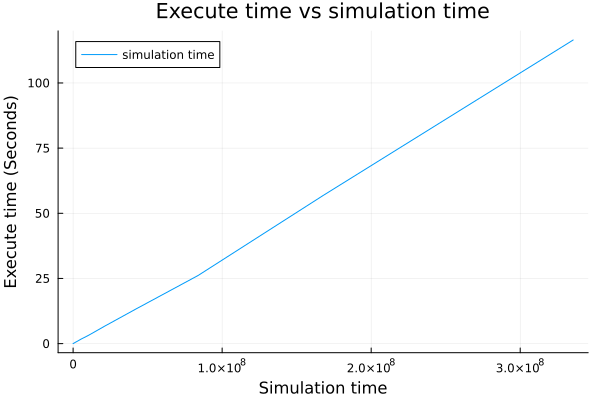 Execute time vs simulation time
simulation time
Execute time (Seconds)
100
75
50
25
0
0
1.0×10⁸
2.0×10⁸
3.0×10⁸
Simulation time